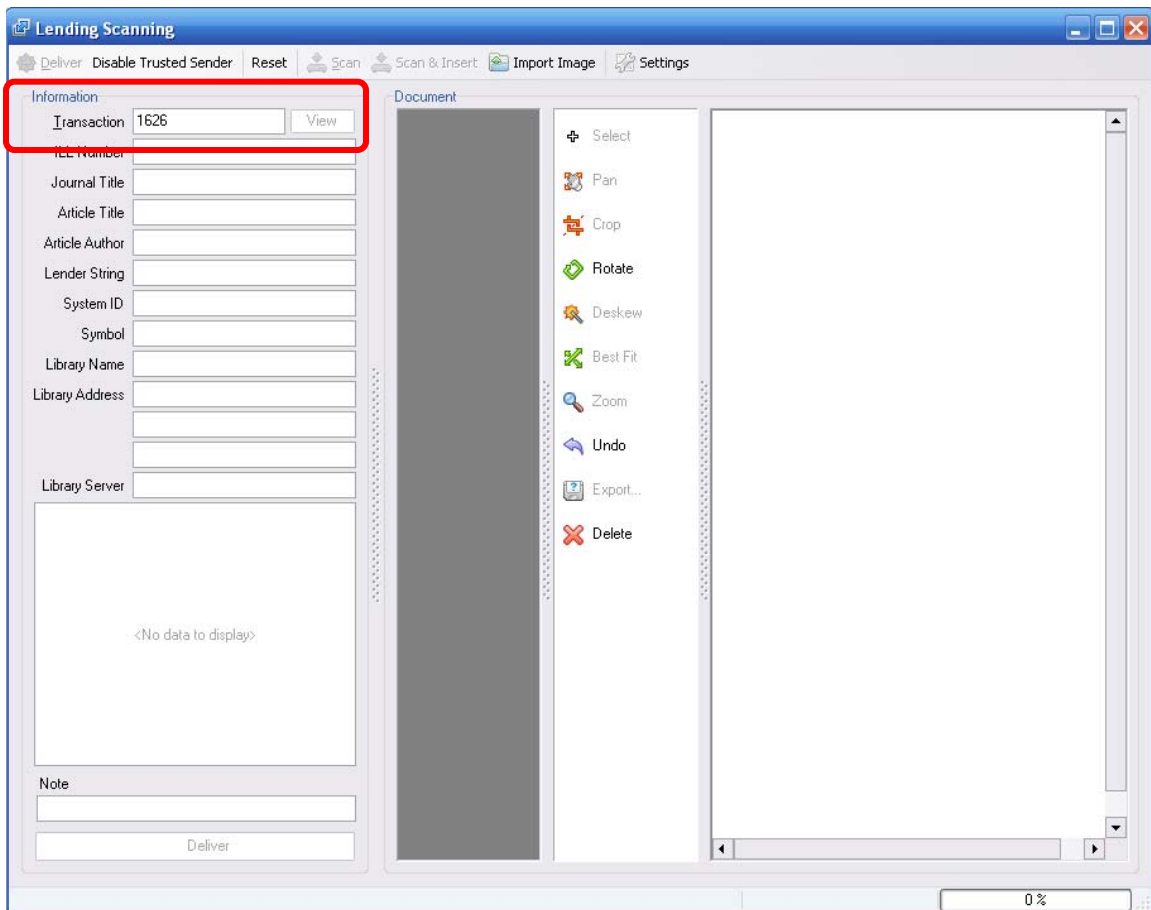 Lending Scanning
Deliver Disable Trusted Sender Reset Scan Scan & Insert Import Image Settings
Information
Transaction 1626 View
ILL Number
Journal Title
Article Title
Article Author
Lender String
System ID
Symbol
Library Name
Library Address
Library Server
<No data to display>
Note
Deliver
Document
Select
Pan
Crop
Rotate
Deskew
Best Fit
Zoom
Undo
Export...
Delete
0 %